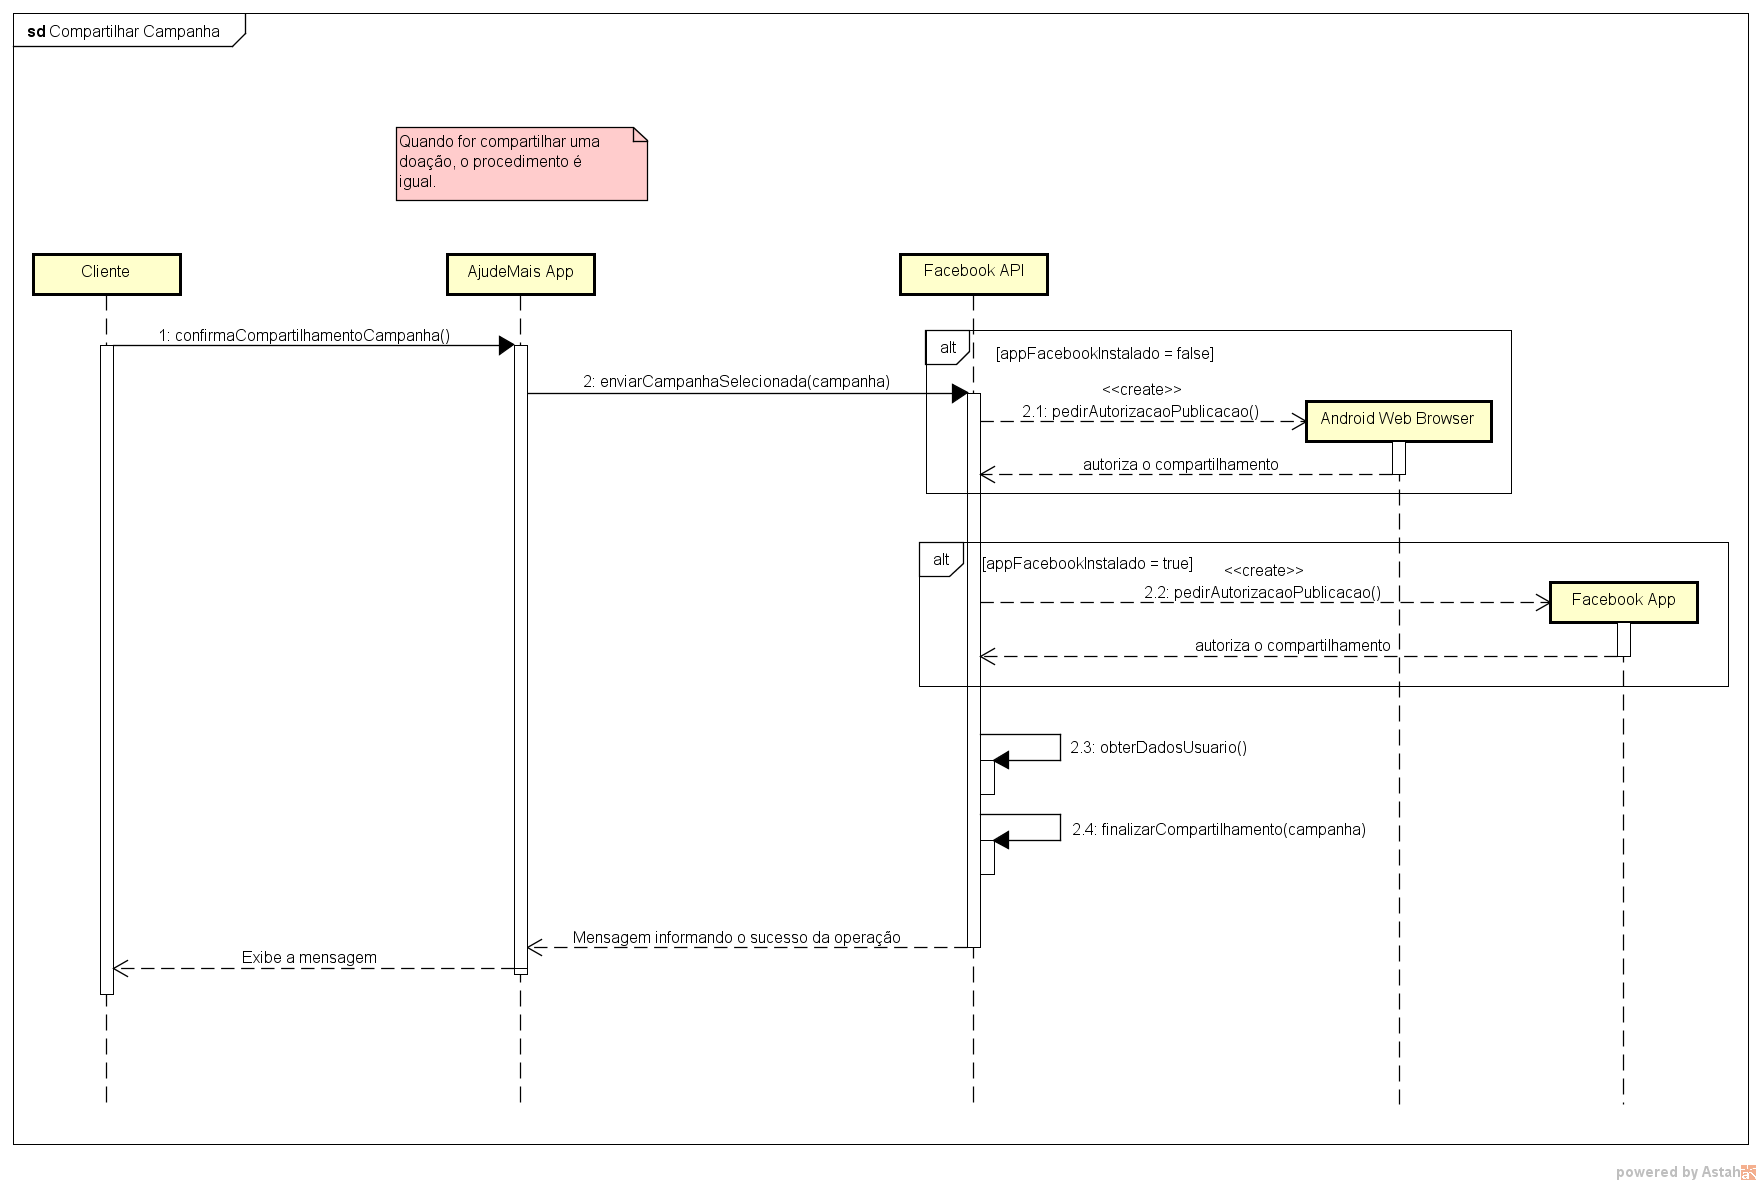 sd Compartilhar Campanha
Quando for compartilhar uma
doação, o procedimento é
igual.
Cliente
AjudeMais App
Facebook API
1: confirmaCompartilhamentoCampanha()
alt
[appFacebookInstalado = false]
2: enviarCampanhaSelecionada(campanha)
<<create>>
2.1: pedirAutorizacaoPublicacao()
Android Web Browser
autoriza o compartilhamento
alt
[appFacebookInstalado = true]
<<create>>
2.2: pedirAutorizacaoPublicacao()
Facebook App
autoriza o compartilhamento
2.3: obterDadosUsuario()
2.4: finalizarCompartilhamento(campanha)
Mensagem informando o sucesso da operação
Exibe a mensagem
powered by Astah